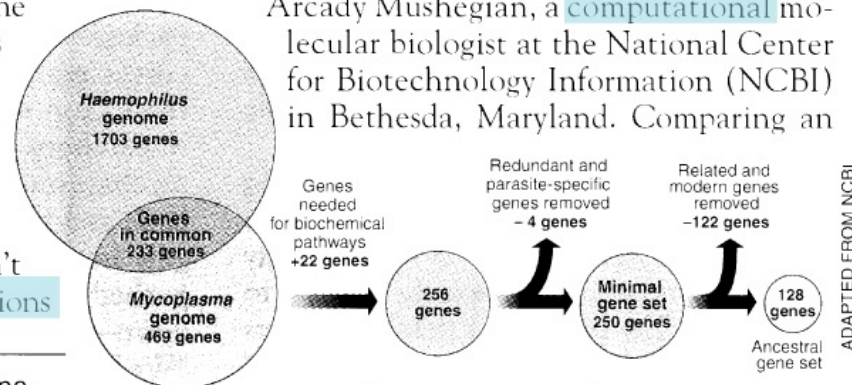 Arcady Mushegian, a computational mo-
lecular biologist at the National Center
for Biotechnology Information (NCBI)
in Bethesda, Maryland. Comparing an
Haemophilus
genome
1703 genes
Genes
in common
233 genes
Mycoplasma
genome
469 genes
Genes
needed
for biochemical
pathways
+22 genes
256
genes
Redundant and
parasite-specific
genes removed
– 4 genes
Minimal
gene set
250 genes
Related and
modern genes
removed
–122 genes
128
genes
Ancestral
gene set
ADAPTED FROM NCBI